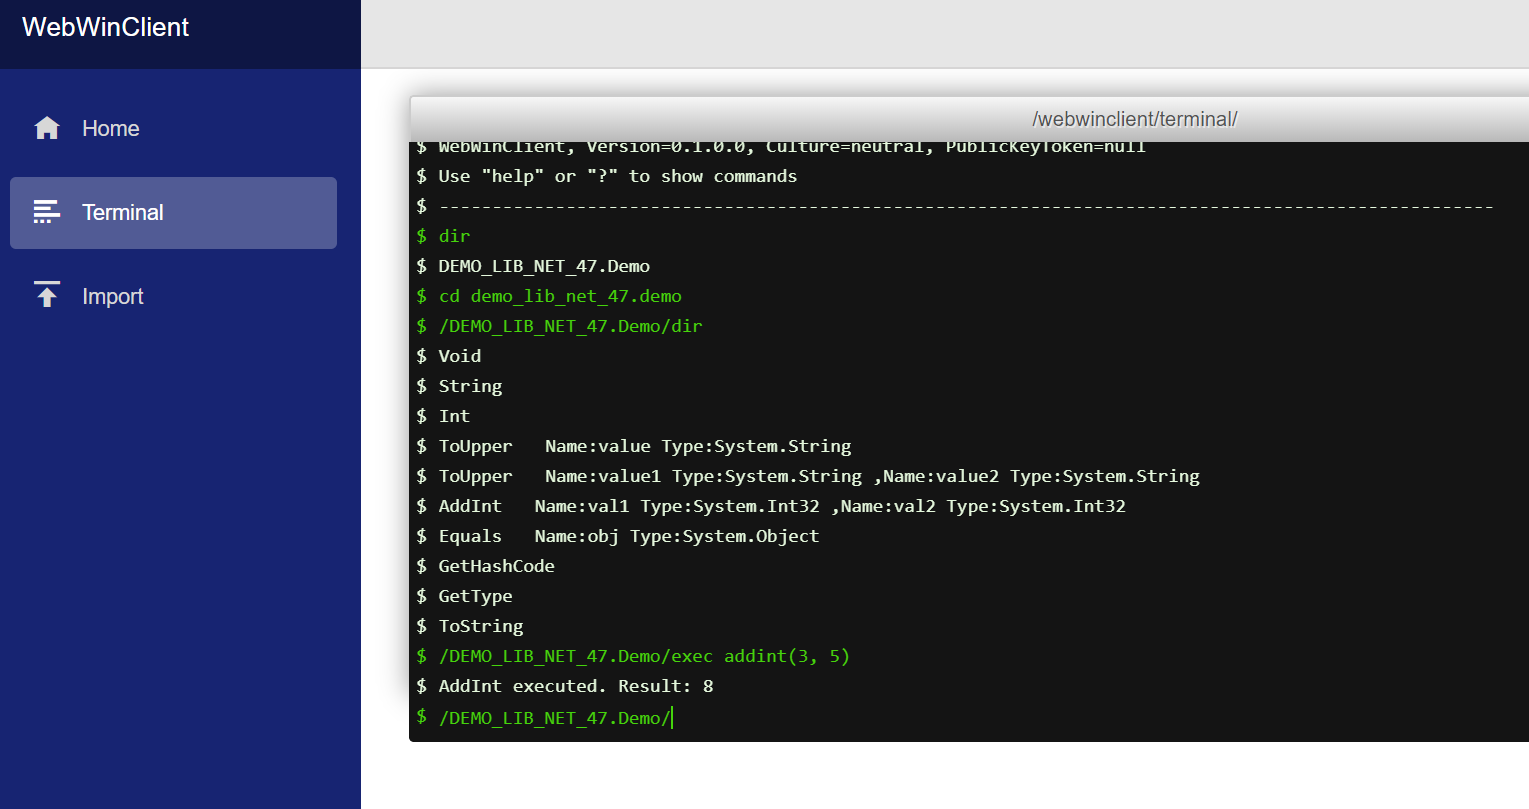 WebWinClient
Home
Terminal
Import
/webwinclient/terminal/
$ WebWinClient, Version=0.1.0.0, Culture=neutral, PublicKeyToken=null
$ Use "help" or "?" to show commands
$ ----------------------------------------------------------------------------------------------------
$ dir
$ DEMO_LIB_NET_47.Demo
$ cd demo_lib_net_47.demo
$ /DEMO_LIB_NET_47.Demo/dir
$ Void
$ String
$ Int
$ ToUpper   Name:value Type:System.String
$ ToUpper   Name:value1 Type:System.String ,Name:value2 Type:System.String
$ AddInt   Name:val1 Type:System.Int32 ,Name:val2 Type:System.Int32
$ Equals   Name:obj Type:System.Object
$ GetHashCode
$ GetType
$ ToString
$ /DEMO_LIB_NET_47.Demo/exec addint(3, 5)
$ AddInt executed. Result: 8
$ /DEMO_LIB_NET_47.Demo/